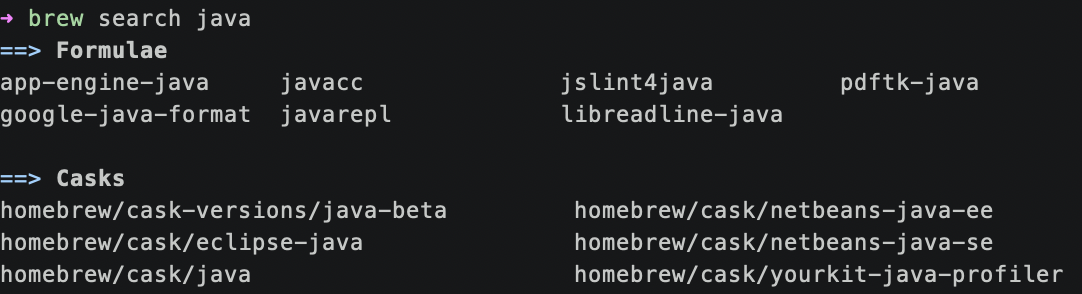 ➜ brew search java
==> Formulae
app-engine-java javacc jslint4java pdftk-java
google-java-format javarepl libreadline-java
==> Casks
homebrew/cask-versions/java-beta homebrew/cask/netbeans-java-ee
homebrew/cask/eclipse-java homebrew/cask/netbeans-java-se
homebrew/cask/java homebrew/cask/yourkit-java-profiler